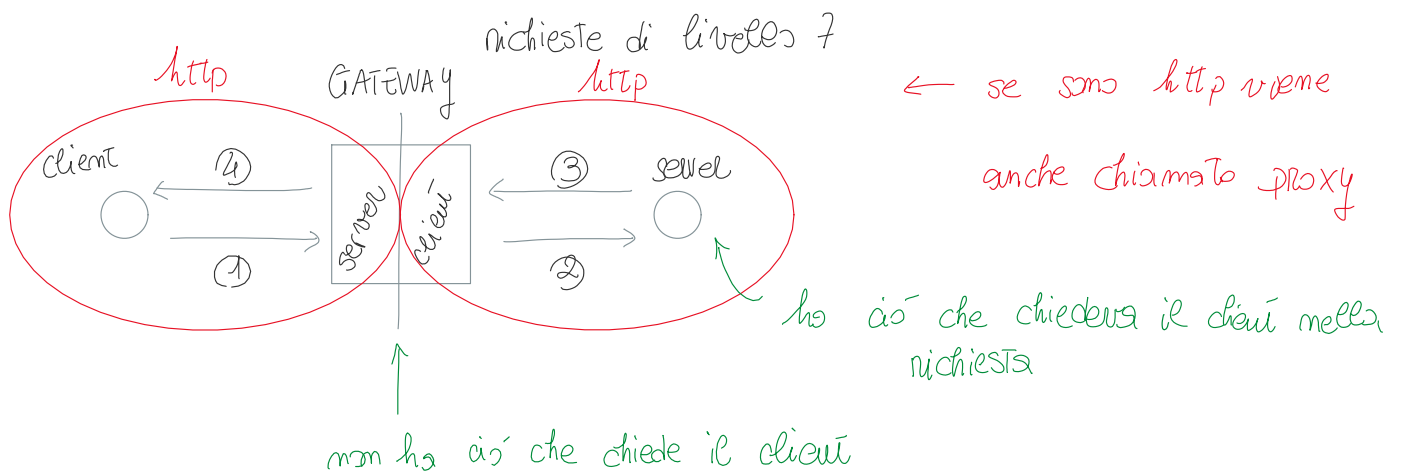 richieste di livello 7
http
GATEWAY
http
← se sono http viene
anche chiamato proxy
client
4
3
server
server
client
1
2
ha ciò che chiedeva il client nella
richiesta
non ha ciò che chiede il client